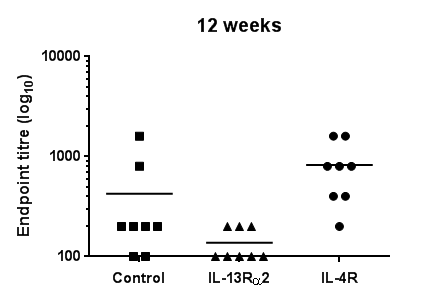 12 weeks
Endpoint titre (log10)
10000
1000
100
Control
IL-13Rα2
IL-4R